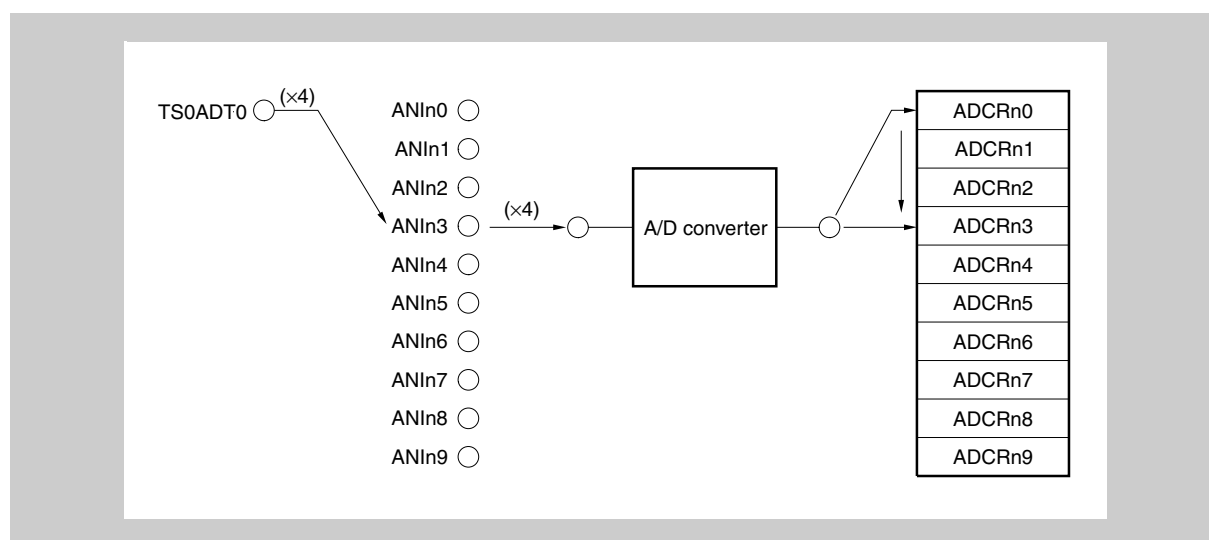 TS0ADT0
(×4)
ANIn0
ANIn1
ANIn2
ANIn3
ANIn4
ANIn5
ANIn6
ANIn7
ANIn8
ANIn9
(×4)
A/D converter
ADCRn0
ADCRn1
ADCRn2
ADCRn3
ADCRn4
ADCRn5
ADCRn6
ADCRn7
ADCRn8
ADCRn9